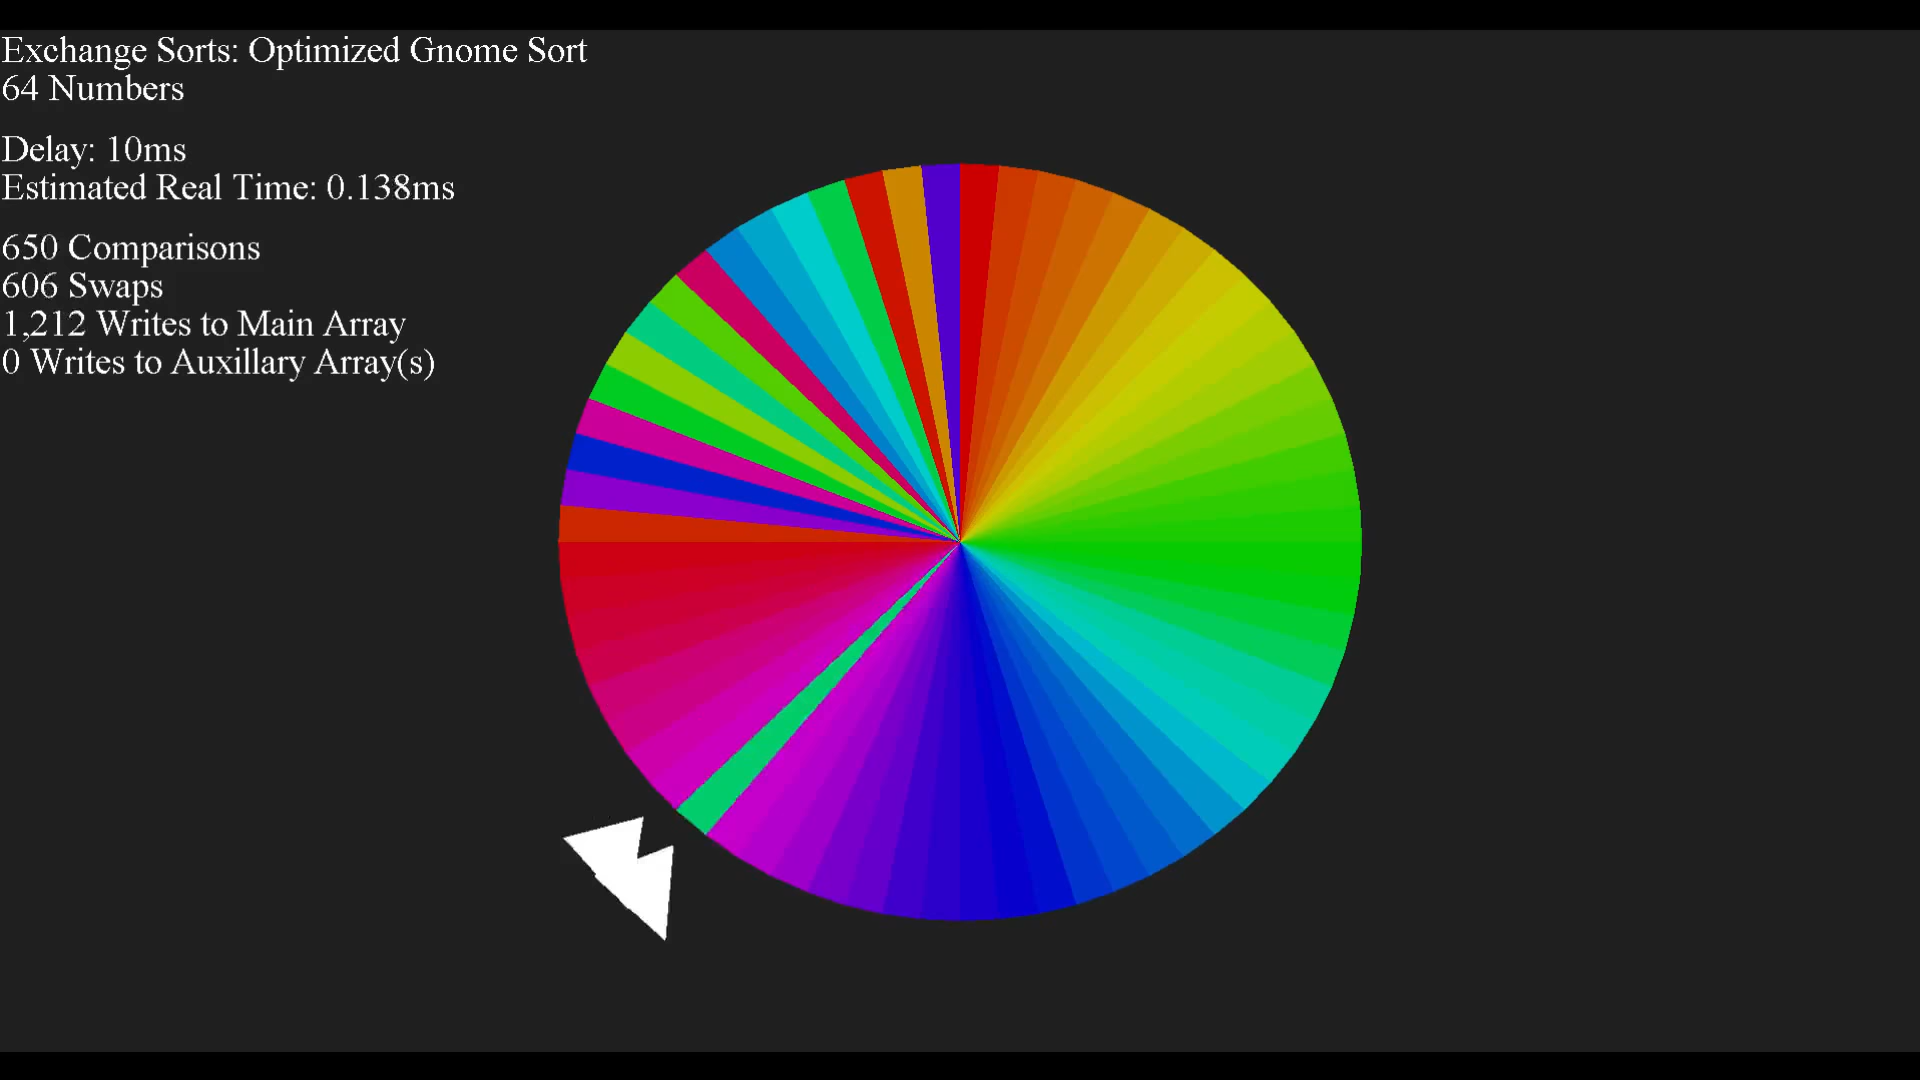 Exchange Sorts: Optimized Gnome Sort
64 Numbers
Delay: 10ms
Estimated Real Time: 0.138ms
650 Comparisons
606 Swaps
1,212 Writes to Main Array
0 Writes to Auxillary Array(s)